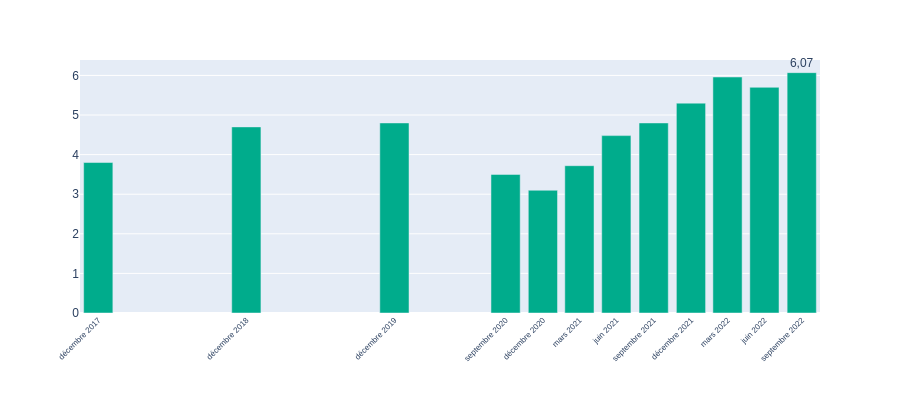 6,07
6
5
4
3
2
1
0
décembre 2017
décembre 2018
décembre 2019
septembre 2020
décembre 2020
mars 2021
juin 2021
septembre 2021
décembre 2021
mars 2022
juin 2022
septembre 2022